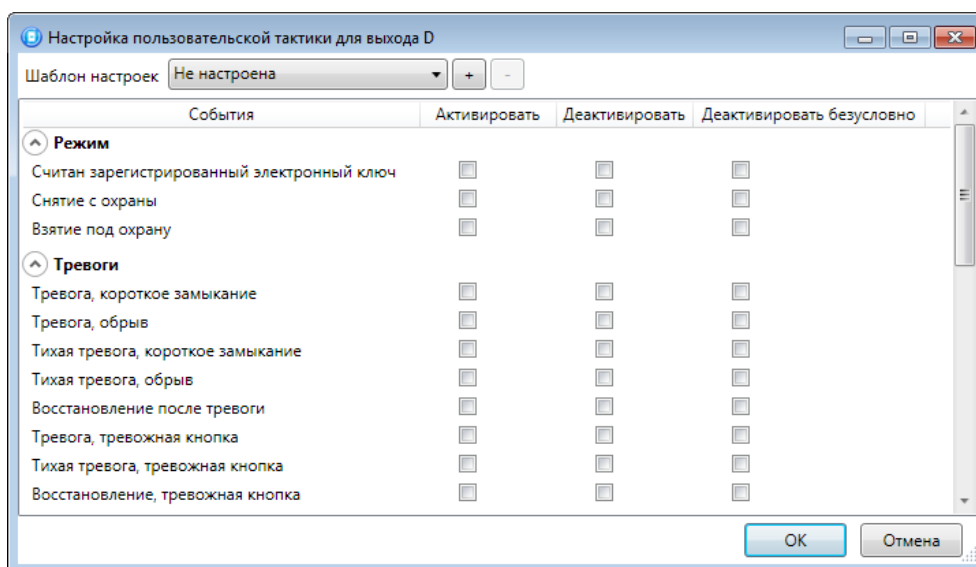 Настройка пользовательской тактики для выхода D
Шаблон настроек Не настроена + -
События Активировать Деактивировать Деактивировать безусловно
Режим
Считан зарегистрированный электронный ключ
Снятие с охраны
Взятие под охрану
Тревоги
Тревога, короткое замыкание
Тревога, обрыв
Тихая тревога, короткое замыкание
Тихая тревога, обрыв
Восстановление после тревоги
Тревога, тревожная кнопка
Тихая тревога, тревожная кнопка
Восстановление, тревожная кнопка
OK Отмена